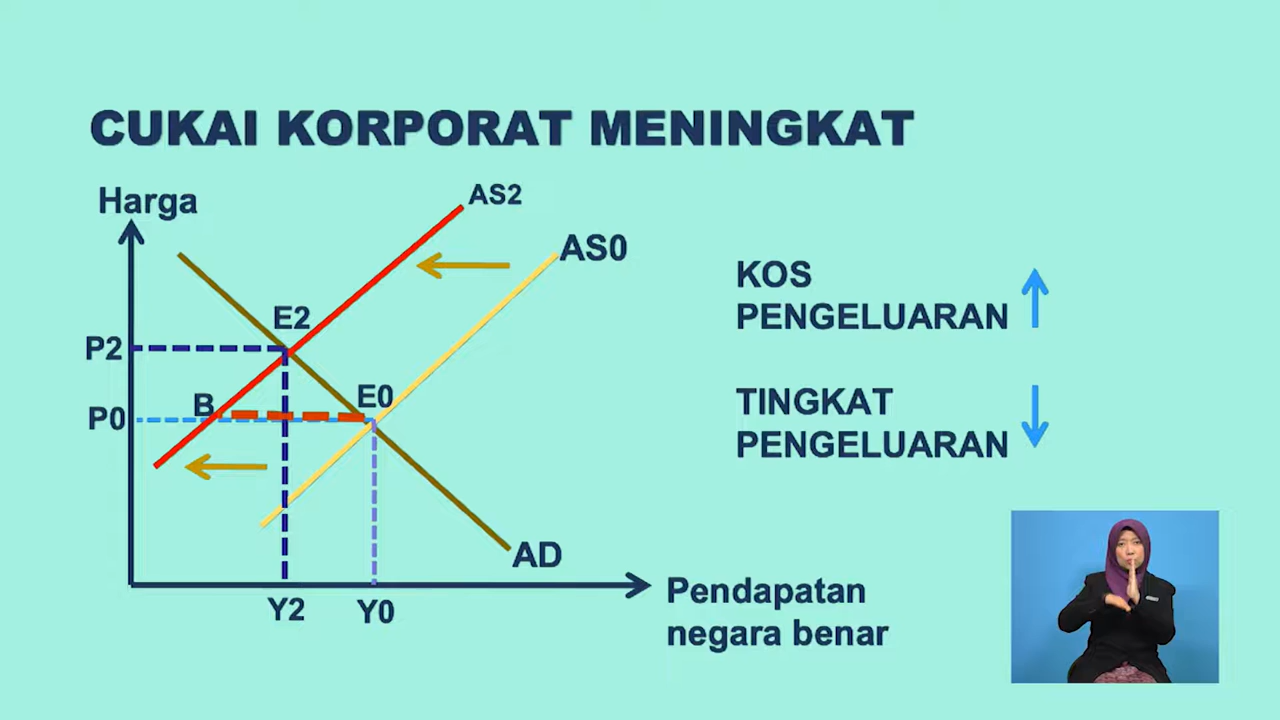 CUKAI KORPORAT MENINGKAT
Harga
AS2
AS0
E2
P2
E0
B
P0
AD
Y2
Y0
Pendapatan
negara benar
KOS
PENGELUARAN
TINGKAT
PENGELUARAN